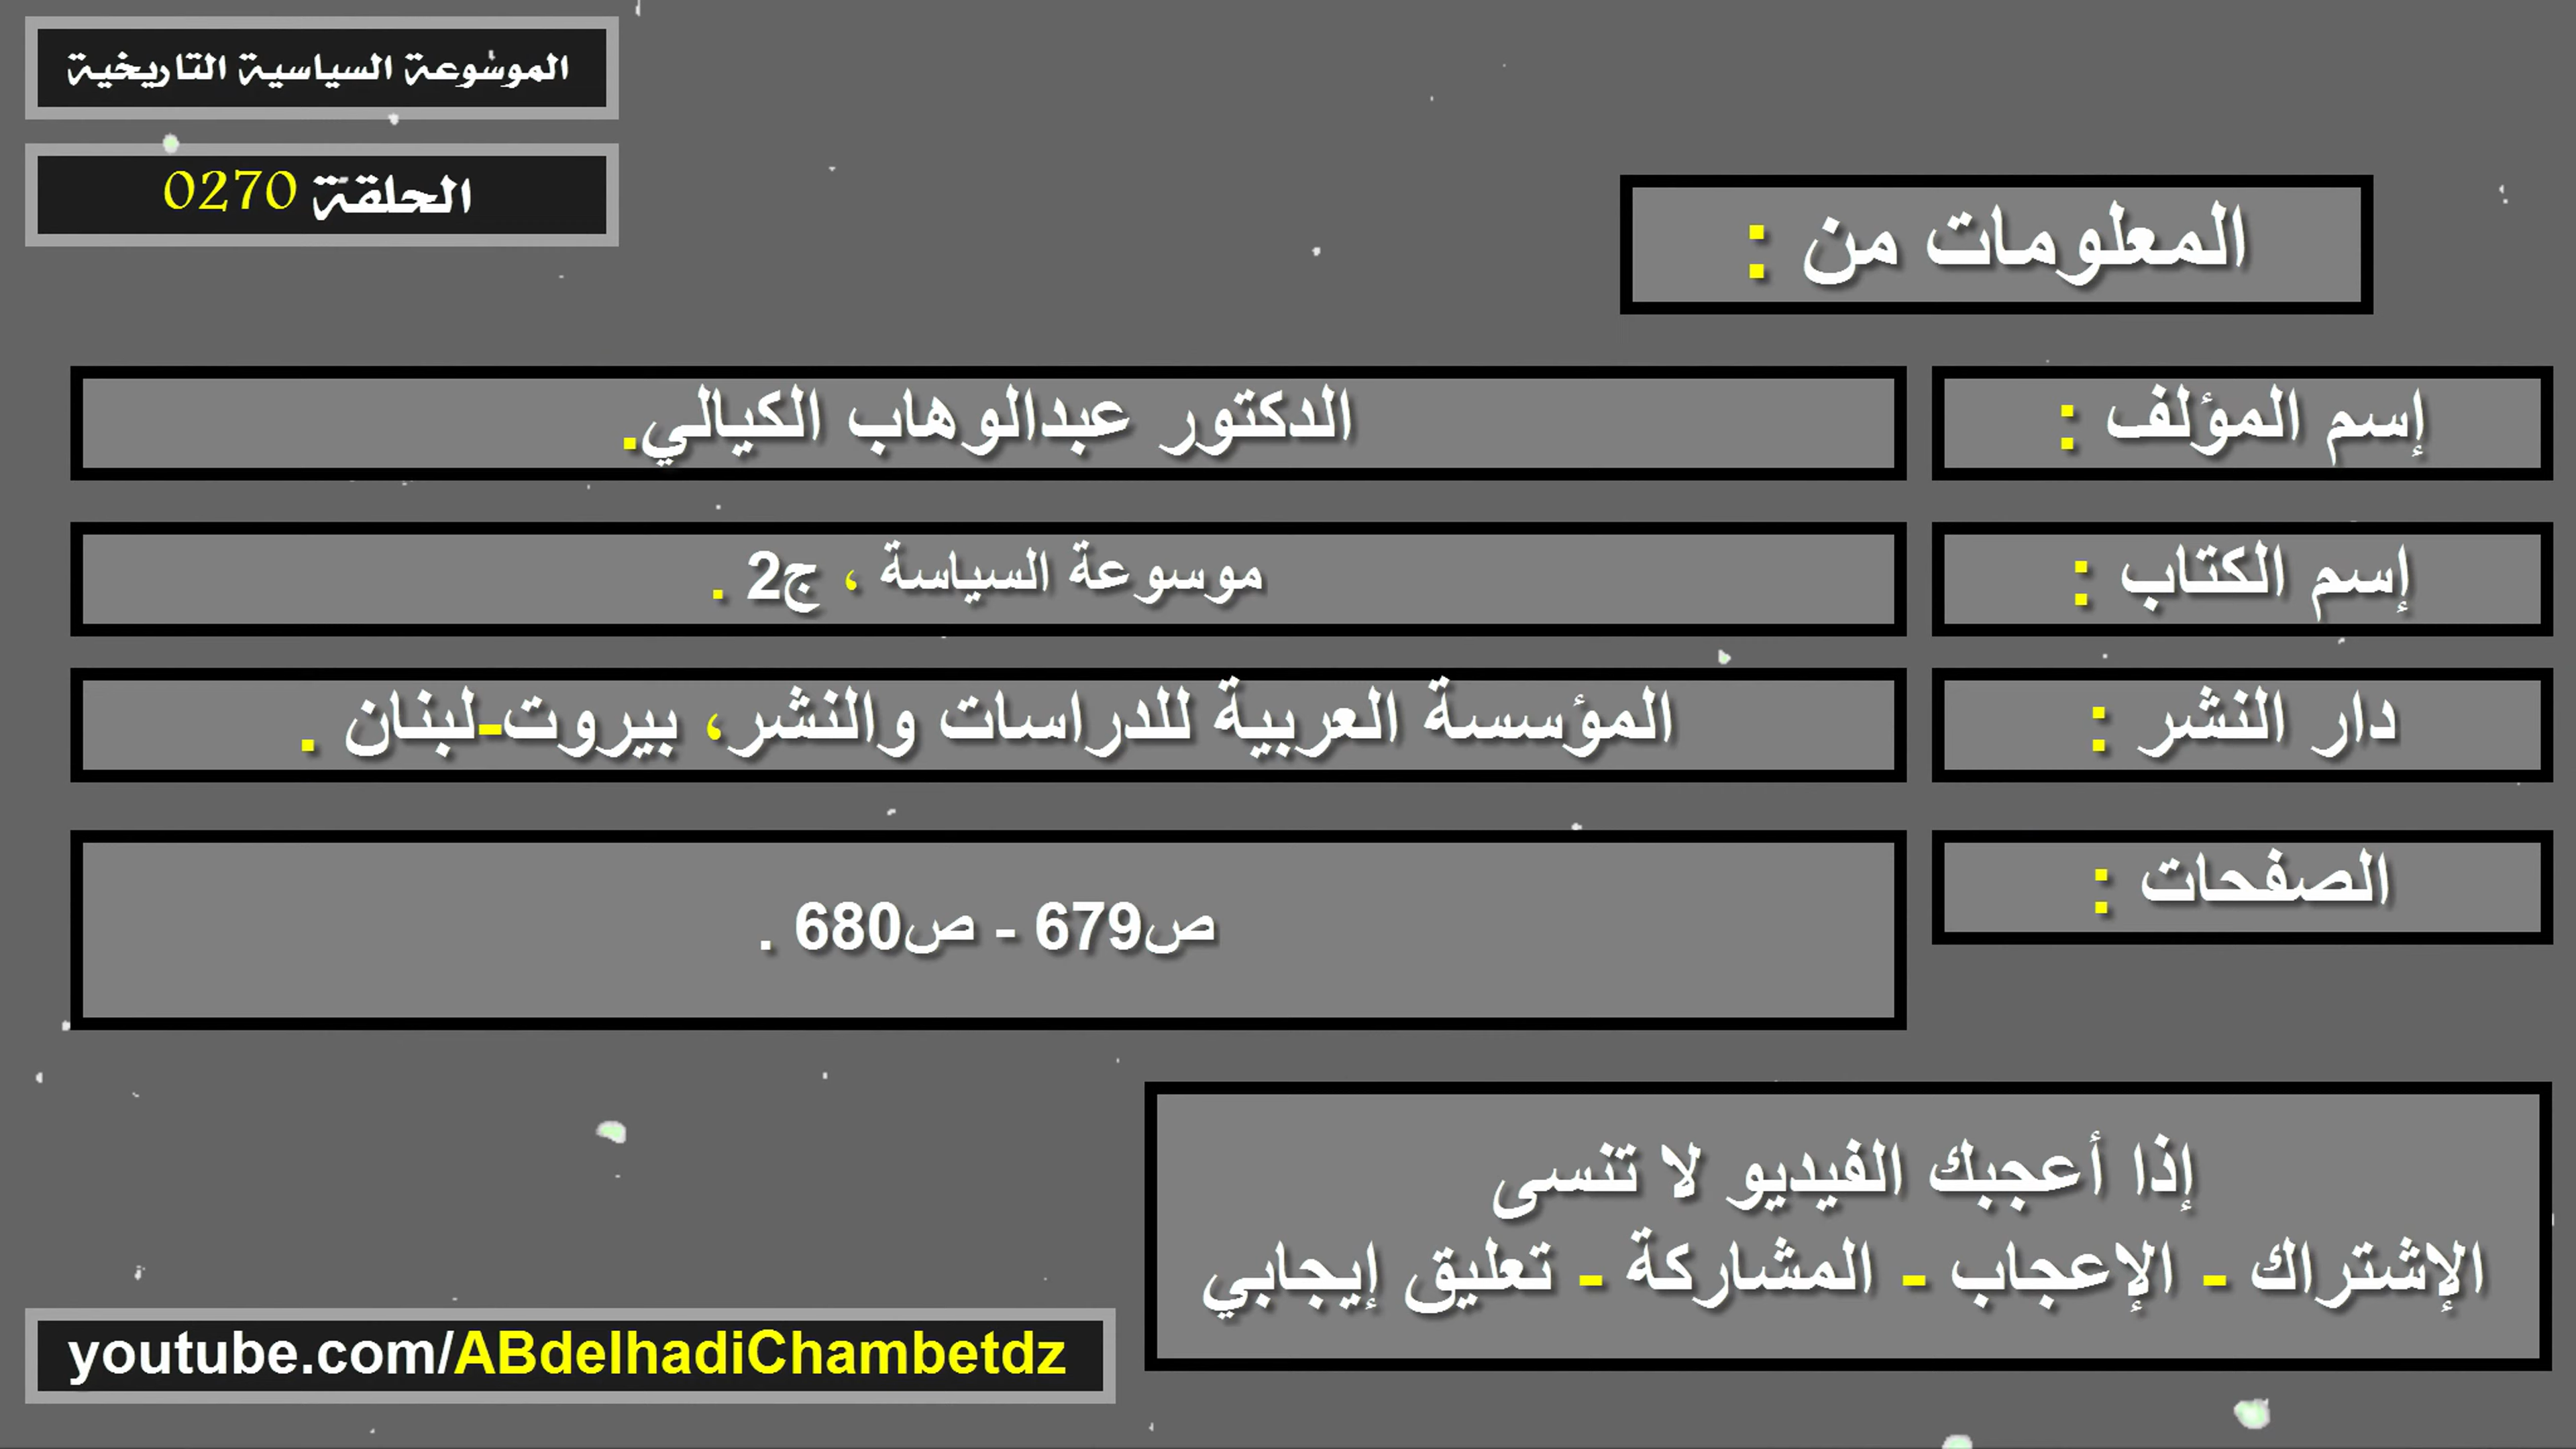 الموسوعة السياسية التاريخية
الحلقة 0270
المعلومات من :
إسم المؤلف : الدكتور عبدالوهاب الكيالي.
إسم الكتاب : موسوعة السياسة ، ج2 .
دار النشر : المؤسسة العربية للدراسات والنشر، بيروت-لبنان .
الصفحات : ص679 - ص680 .
إذا أعجبك الفيديو لا تنسى
الإشتراك - الإعجاب - المشاركة - تعليق إيجابي
youtube.com/ABdelhadiChambetdz